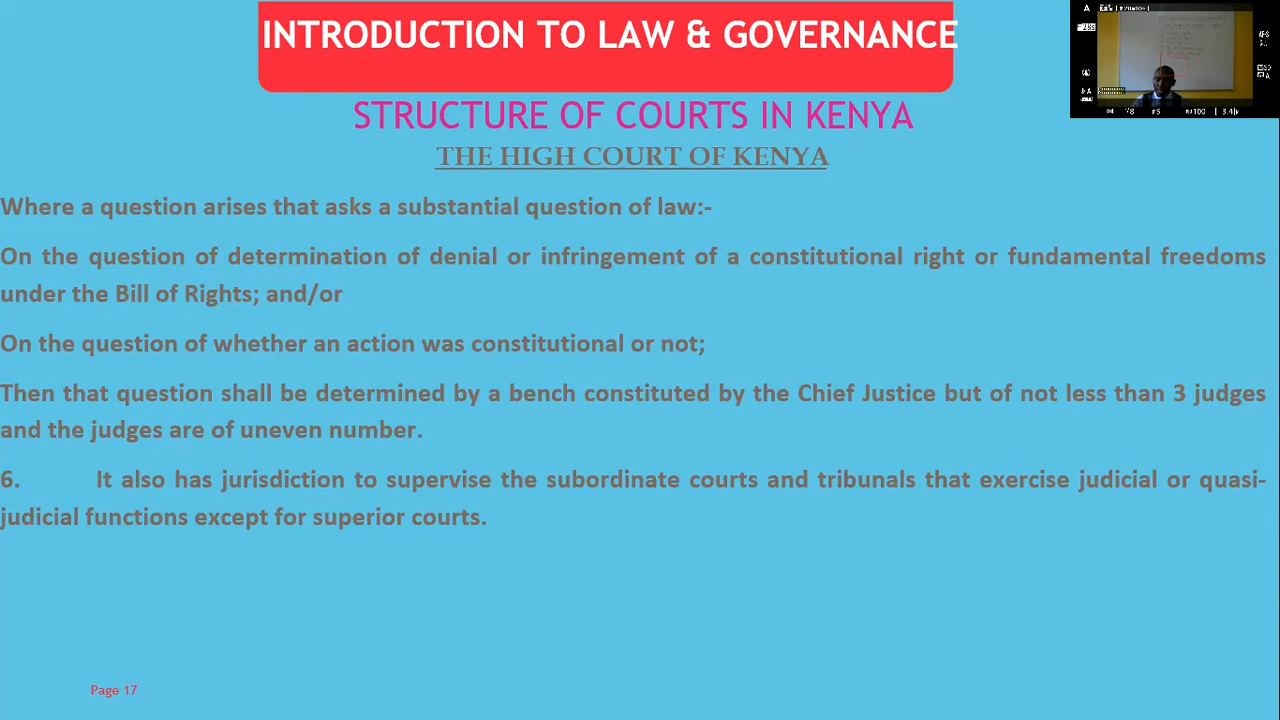 INTRODUCTION TO LAW & GOVERNANCE
STRUCTURE OF COURTS IN KENYA
THE HIGH COURT OF KENYA
Where a question arises that asks a substantial question of law:-
On the question of determination of denial or infringement of a constitutional right or fundamental freedoms
under the Bill of Rights; and/or
On the question of whether an action was constitutional or not;
Then that question shall be determined by a bench constituted by the Chief Justice but of not less than 3 judges
and the judges are of uneven number.
6. It also has jurisdiction to supervise the subordinate courts and tribunals that exercise judicial or quasi-
judicial functions except for superior courts.
Page 17